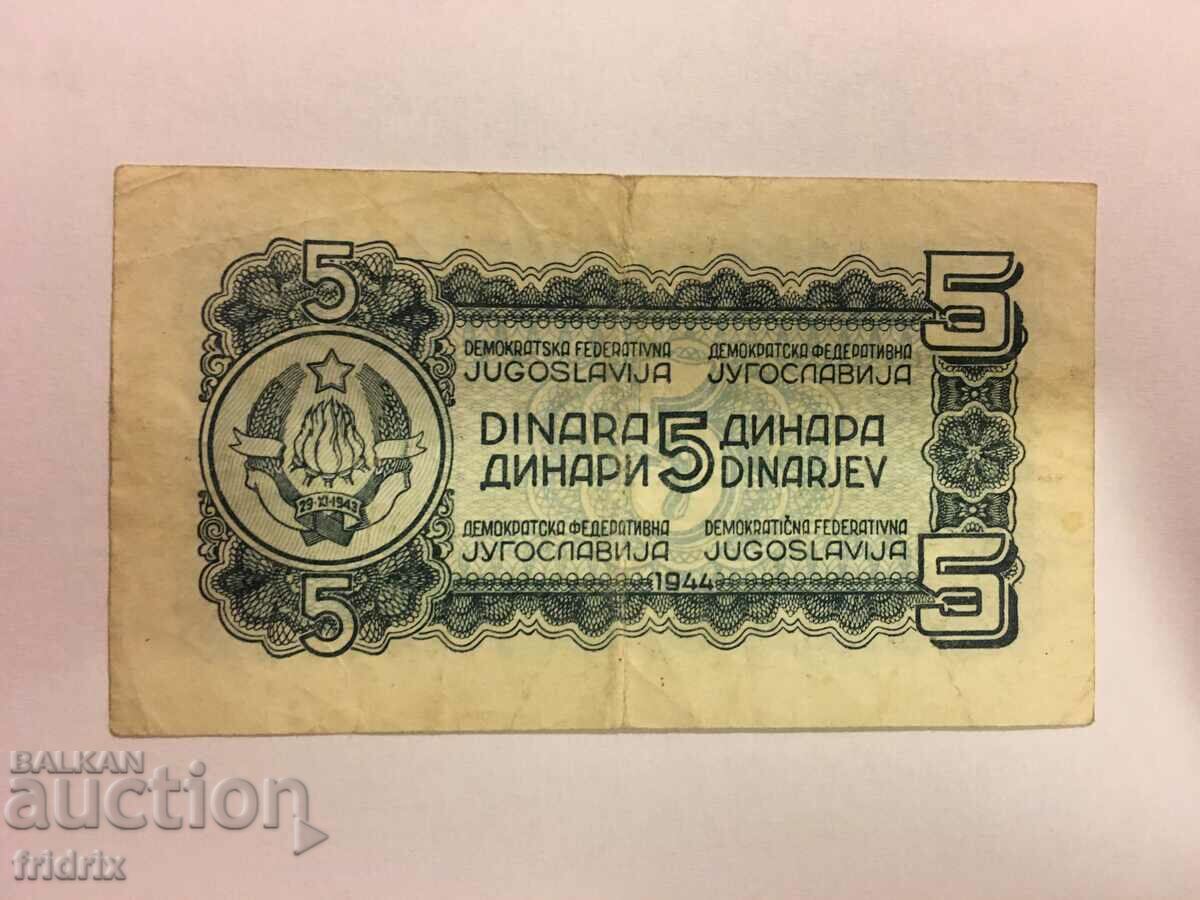 5
5
DEMOKRATSKA FEDERATIVNA
JUGOSLAVIJA
ДЕМОКРАТСКА ФЕДЕРАТИВНА
ЈУГОСЛАВИЈА
DINARA 5 ДИНАРА
ДИНАРИ DINARJEV
29·XI·1943
ДЕМОКРАТСКА ФЕДЕРАТИВНА
ЈУГОСЛАВИЈА
DEMOKRATIČNA FEDERATIVNA
JUGOSLAVIJA
1944
5
5
BALKAN
auction
fridrix